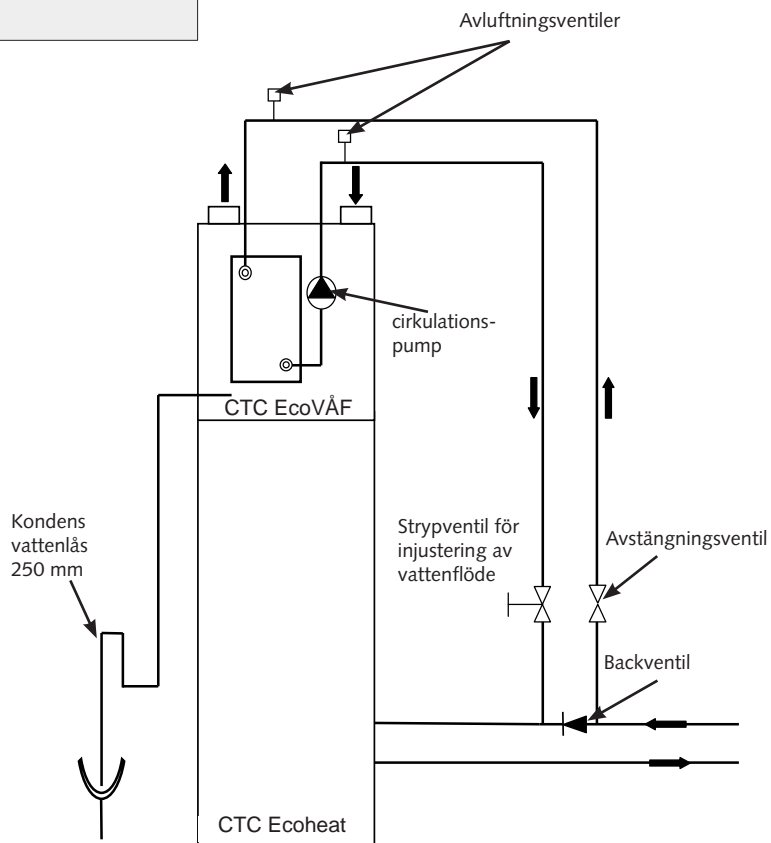 Avluftningsventiler
cirkulations-
pump
CTC EcoVÅF
Kondens
vattenlås
250 mm
Strypventil för
injustering av
vattenflöde
Avstängningsventil
Backventil
CTC Ecoheat